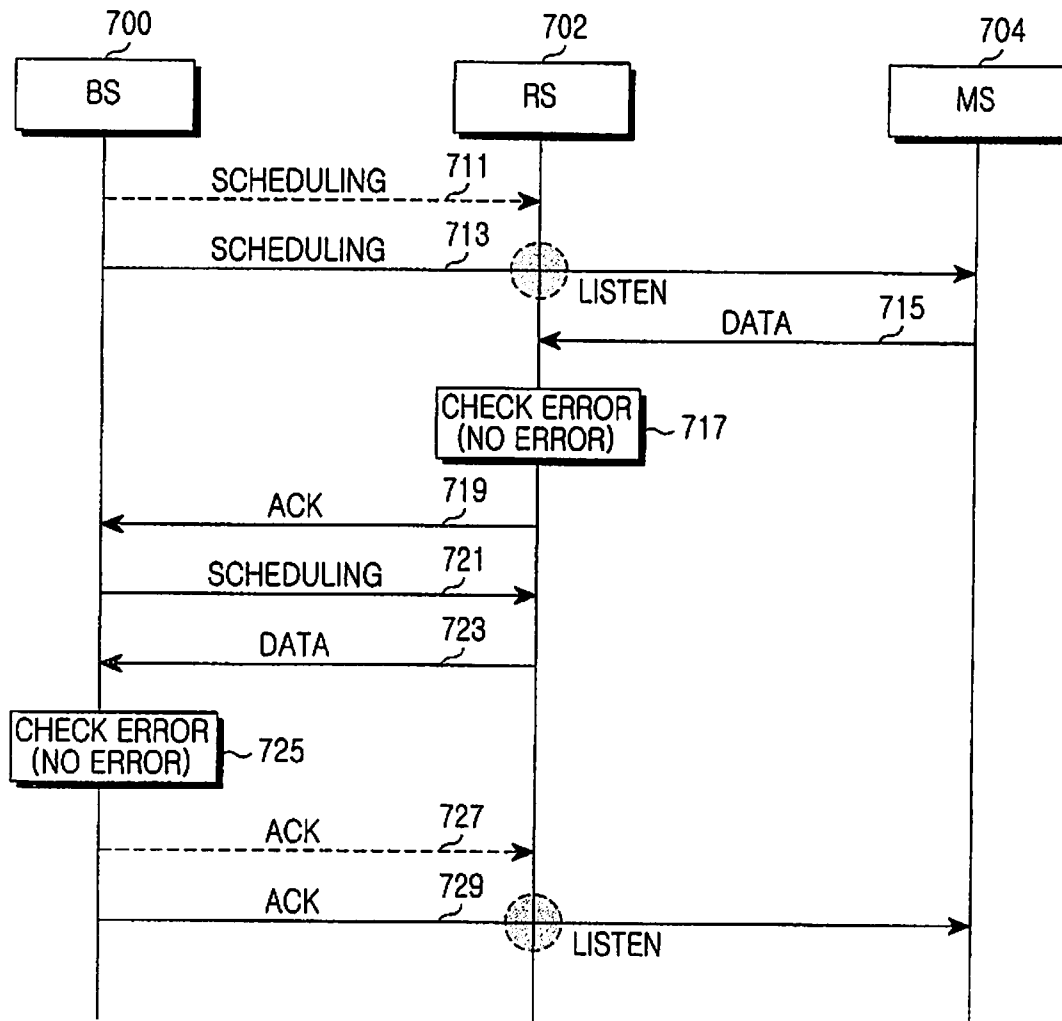 700
702
704
BS
RS
MS
SCHEDULING
711
SCHEDULING
713
LISTEN
DATA
715
CHECK ERROR
(NO ERROR)
717
ACK
719
SCHEDULING
721
DATA
723
CHECK ERROR
(NO ERROR)
725
ACK
727
ACK
729
LISTEN